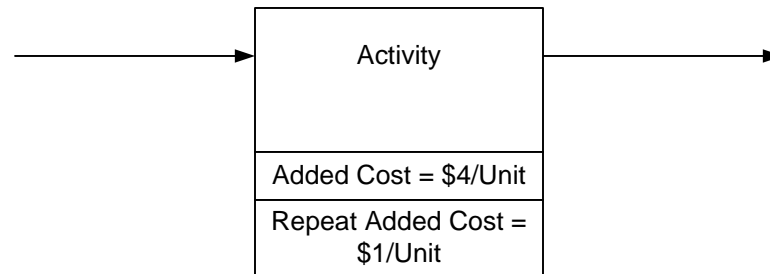 Activity
Added Cost = $4/Unit
Repeat Added Cost =
$1/Unit